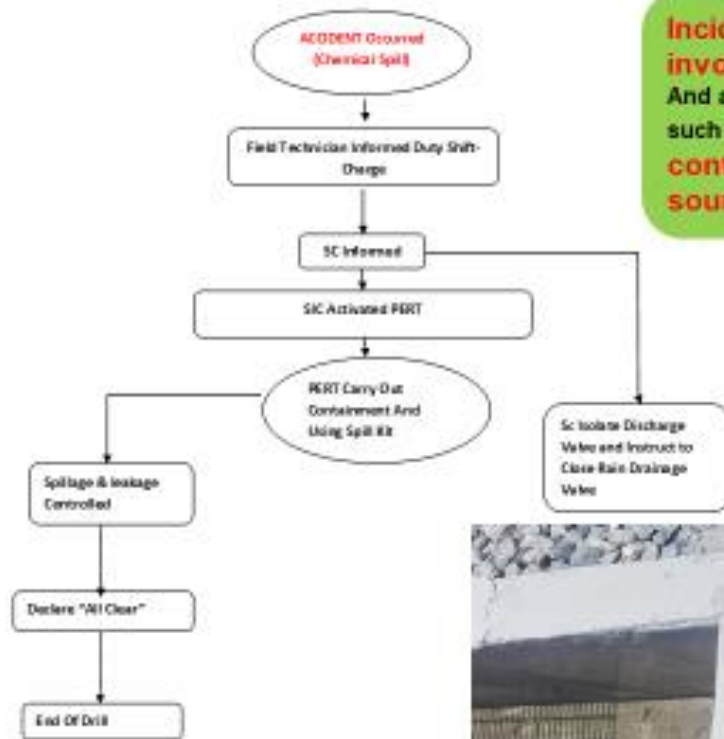 ACODENT Occurred
(Chemical Spill)
Field Technician Informed Duty Shift-
Charge
SC Informed
SIC Activated PERT
PERT Carry Out
Containment And
Using Spill Kit
Sc Isolate Discharge
Valve and Instruct to
Close Rain Drainage
Valve
Spillage & leakage
Controlled
Declare "All Clear"
End Of Drill
Incid
invo
And a
such
cont
sour